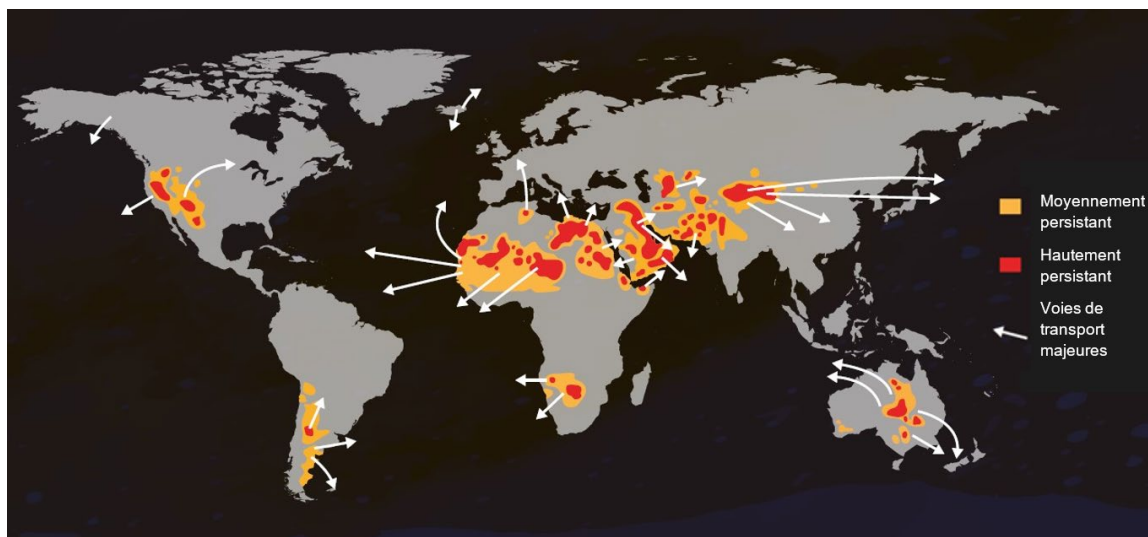 Moyennement
persistant
Hautement
persistant
Voies de
transport
majeures